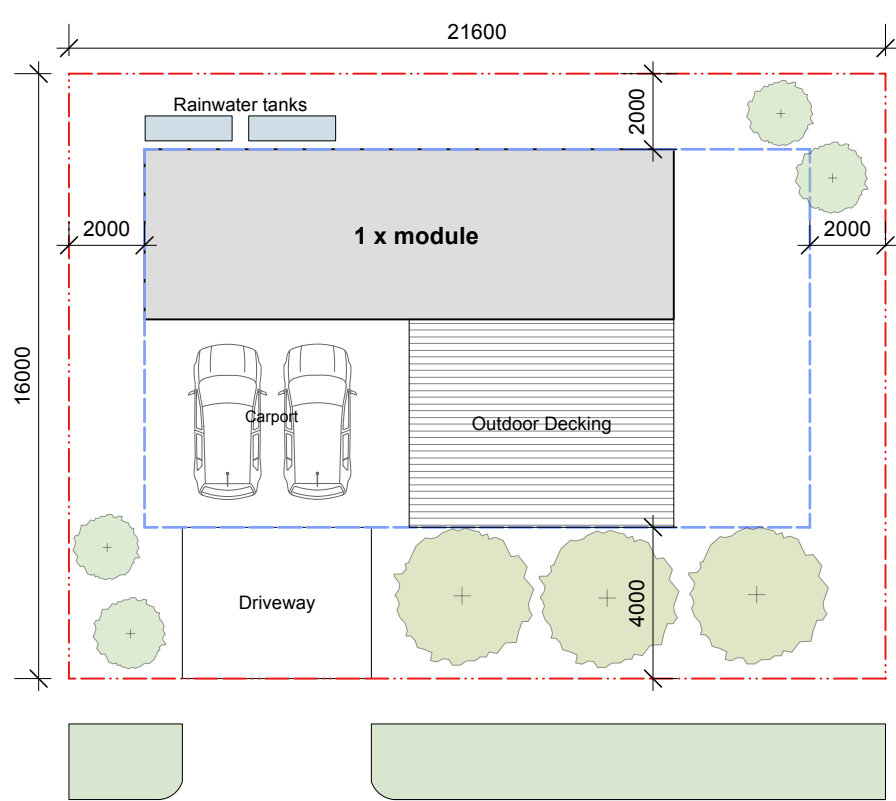 21600
Rainwater tanks
2000
2000
1 x module
2000
16000
Carport
Outdoor Decking
Driveway
4000